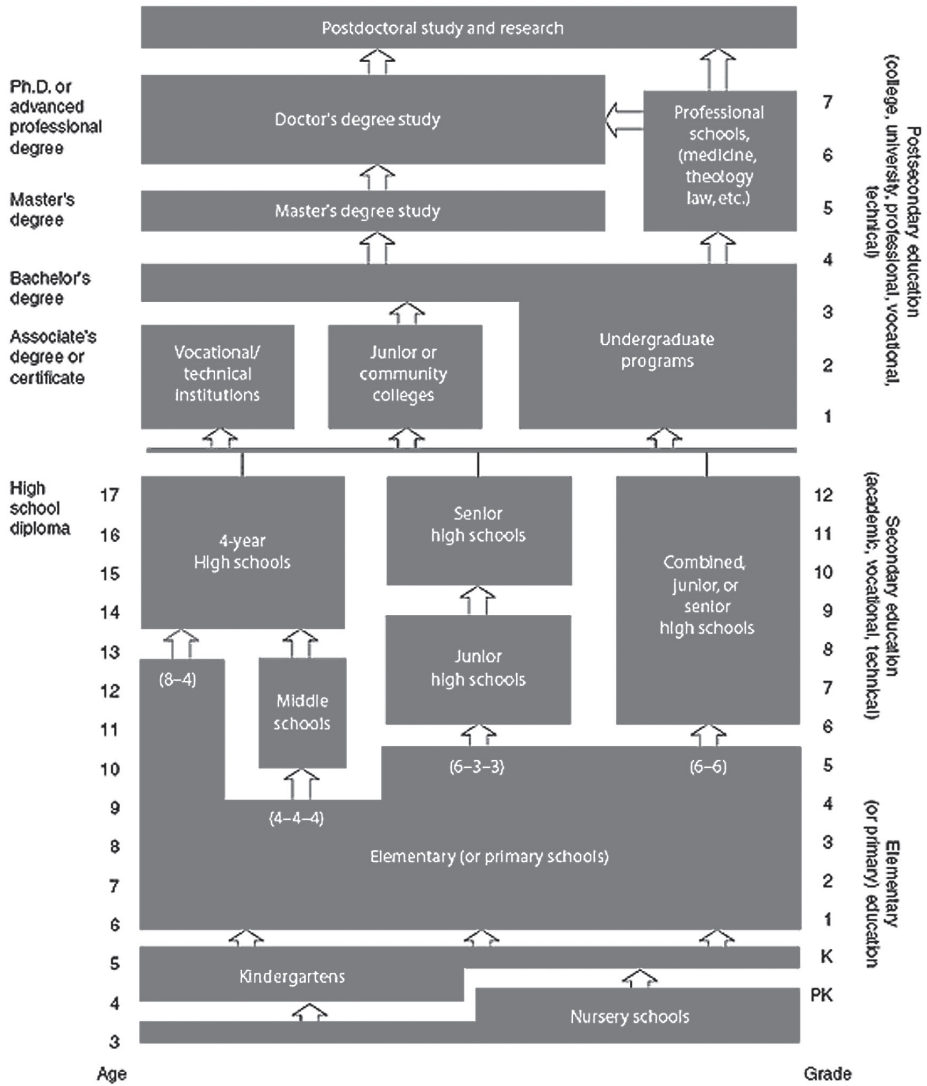 Postdoctoral study and research
Ph.D. or
advanced
professional
degree
Doctor's degree study
Professional
schools,
(medicine,
theology
law, etc.)
7
6
Master's
degree
Master's degree study
5
4
Bachelor's
degree
3
Associate's
degree or
certificate
Vocational/
technical
institutions
Junior or
community
colleges
Undergraduate
programs
2
1
Postsecondary education
(college, university, professional, vocational,
technical)
High
school
diploma
17
16
15
14
13
12
11
10
9
8
7
6
5
4
3
Age
4-year
High schools
Senior
high schools
Combined,
junior, or
senior
high schools
Junior
high schools
(8–4)
Middle
schools
(4–4–4)
(6–3–3)
(6–6)
Elementary (or primary schools)
Kindergartens
Nursery schools
12
11
10
9
8
7
6
5
4
3
2
1
K
PK
Grade
Secondary education
(academic, vocational, technical)
Elementary
(or primary) education